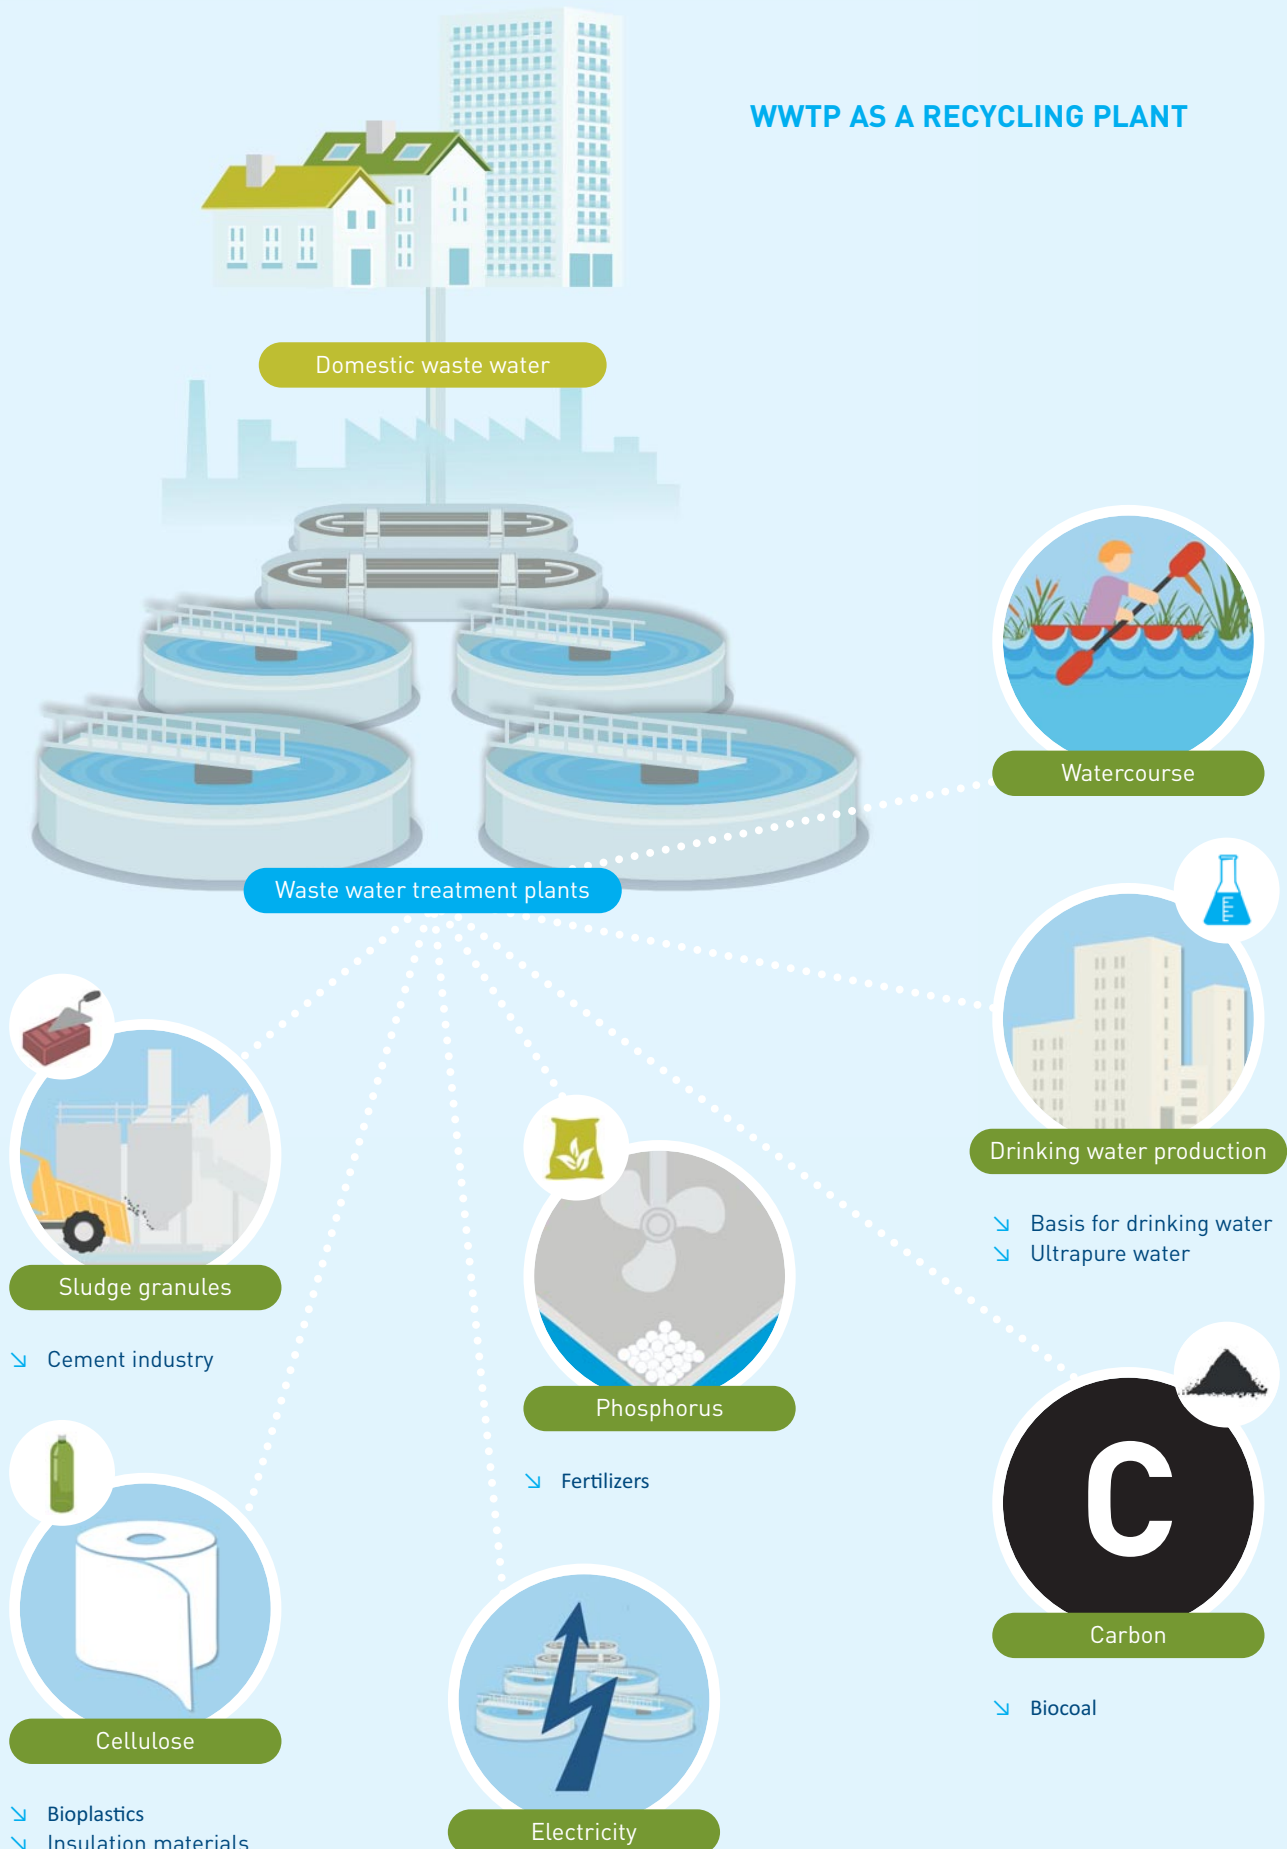 WWTP AS A RECYCLING PLANT
Domestic waste water
Watercourse
Waste water treatment plants
Drinking water production
↘ Basis for drinking water
↘ Ultrapure water
Sludge granules
↘ Cement industry
Phosphorus
↘ Fertilizers
C
Carbon
↘ Biocoal
Cellulose
↘ Bioplastics
↘ Insulation materials
Electricity